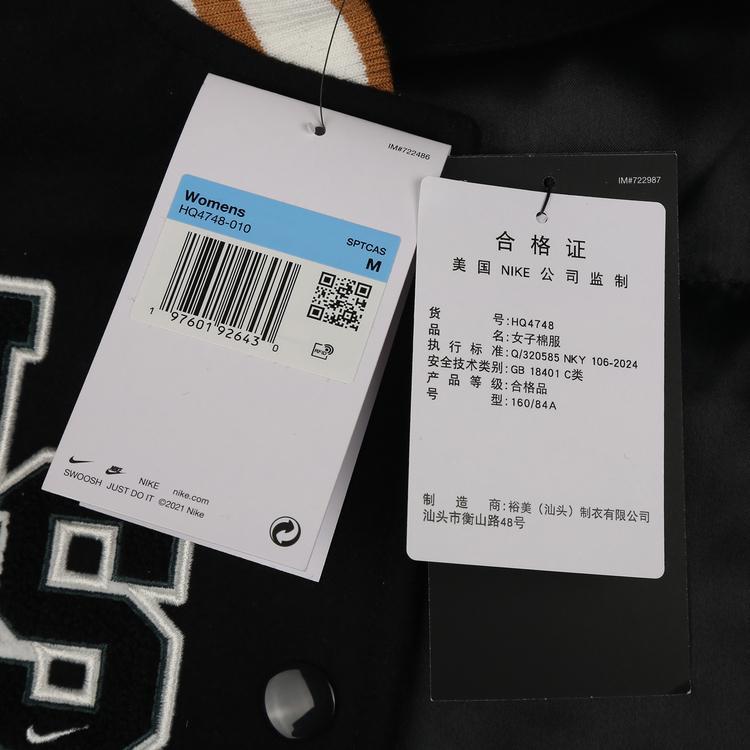 IM#722486
Womens
HQ4748-010
SPTCAS
M
1 97601 92643 0
RFID
NIKE nike.com
SWOOSH JUST DO IT ©2021 Nike
IM#722987
合格证
美国 NIKE 公司监制
货号:HQ4748
品名:女子棉服
执行标准:Q/320585 NKY 106-2024
安全技术类别:GB 18401 C类
产品等级:合格品
号型:160/84A
制造商:裕美（汕头）制衣有限公司
汕头市衡山路48号